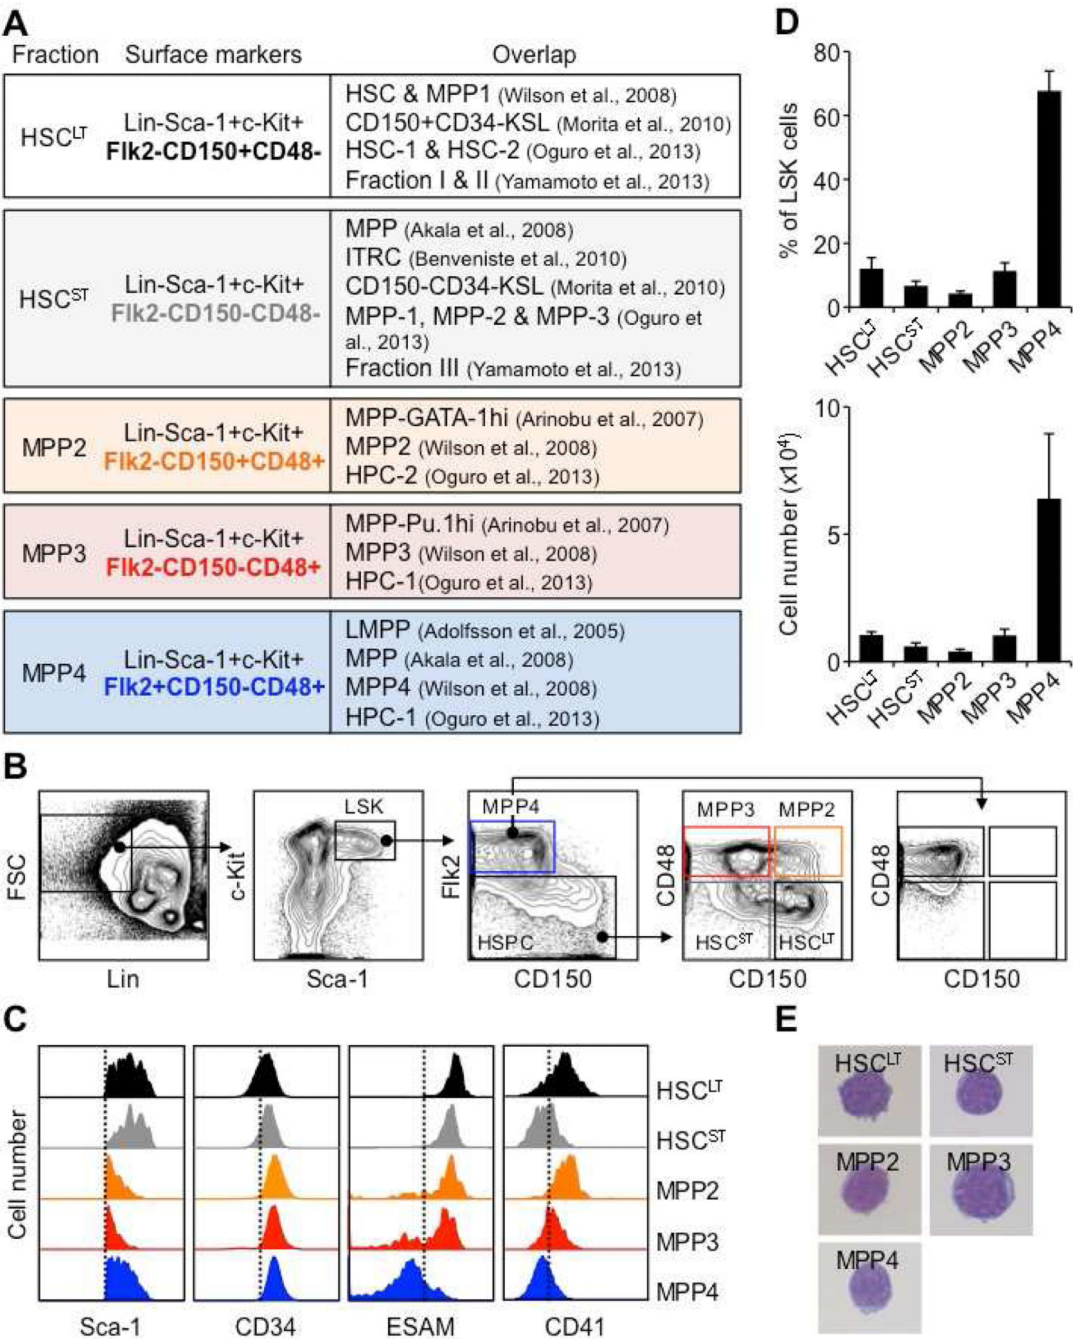 A
Fraction Surface markers Overlap
HSCLT
Lin-Sca-1+c-Kit+
Flk2-CD150+CD48-
HSC & MPP1 (Wilson et al., 2008)
CD150+CD34-KSL (Morita et al., 2010)
HSC-1 & HSC-2 (Oguro et al., 2013)
Fraction I & II (Yamamoto et al., 2013)
HSCST
Lin-Sca-1+c-Kit+
Flk2-CD150-CD48-
MPP (Akala et al., 2008)
ITRC (Benveniste et al., 2010)
CD150-CD34-KSL (Morita et al., 2010)
MPP-1, MPP-2 & MPP-3 (Oguro et
al., 2013)
Fraction III (Yamamoto et al., 2013)
MPP2
Lin-Sca-1+c-Kit+
Flk2-CD150+CD48+
MPP-GATA-1hi (Arinobu et al., 2007)
MPP2 (Wilson et al., 2008)
HPC-2 (Oguro et al., 2013)
MPP3
Lin-Sca-1+c-Kit+
Flk2-CD150-CD48+
MPP-Pu.1hi (Arinobu et al., 2007)
MPP3 (Wilson et al., 2008)
HPC-1(Oguro et al., 2013)
MPP4
Lin-Sca-1+c-Kit+
Flk2+CD150-CD48+
LMPP (Adolfsson et al., 2005)
MPP (Akala et al., 2008)
MPP4 (Wilson et al., 2008)
HPC-1 (Oguro et al., 2013)
D
% of LSK cells
80
60
40
20
0
HSCLT HSCST MPP2 MPP3 MPP4
Cell number (x10⁴)
10
5
0
HSCLT HSCST MPP2 MPP3 MPP4
B
FSC
Lin
c-Kit
LSK
Sca-1
Flk2
MPP4
HSPC
CD150
CD48
MPP3 MPP2
HSCST HSCLT
CD150
CD48
CD150
C
Cell number
HSCLT
HSCST
MPP2
MPP3
MPP4
Sca-1 CD34 ESAM CD41
E
HSCLT HSCST
MPP2 MPP3
MPP4